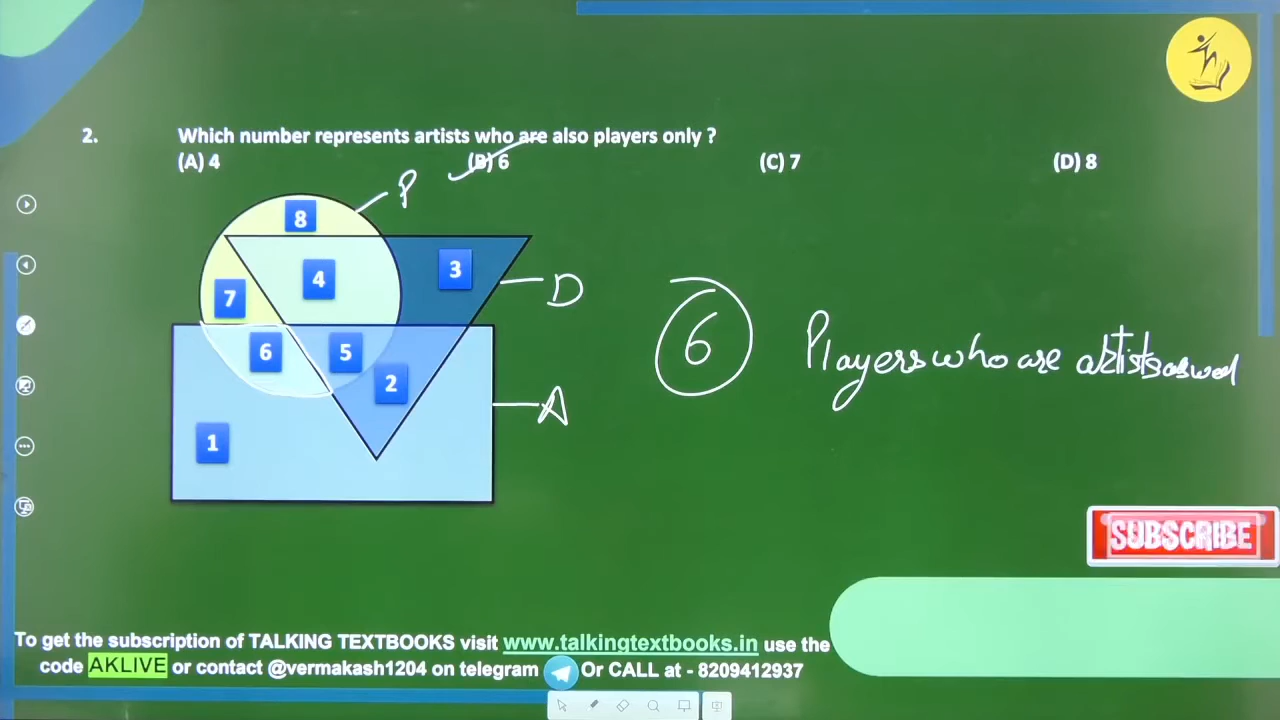 2. Which number represents artists who are also players only ?
(A) 4 (B) 6 (C) 7 (D) 8
P
8
4
3
7
D
6
5
2
A
1
6 Players who are artists as well
SUBSCRIBE
To get the subscription of TALKING TEXTBOOKS visit www.talkingtextbooks.in use the
code AKLIVE or contact @vermakash1204 on telegram Or CALL at - 8209412937